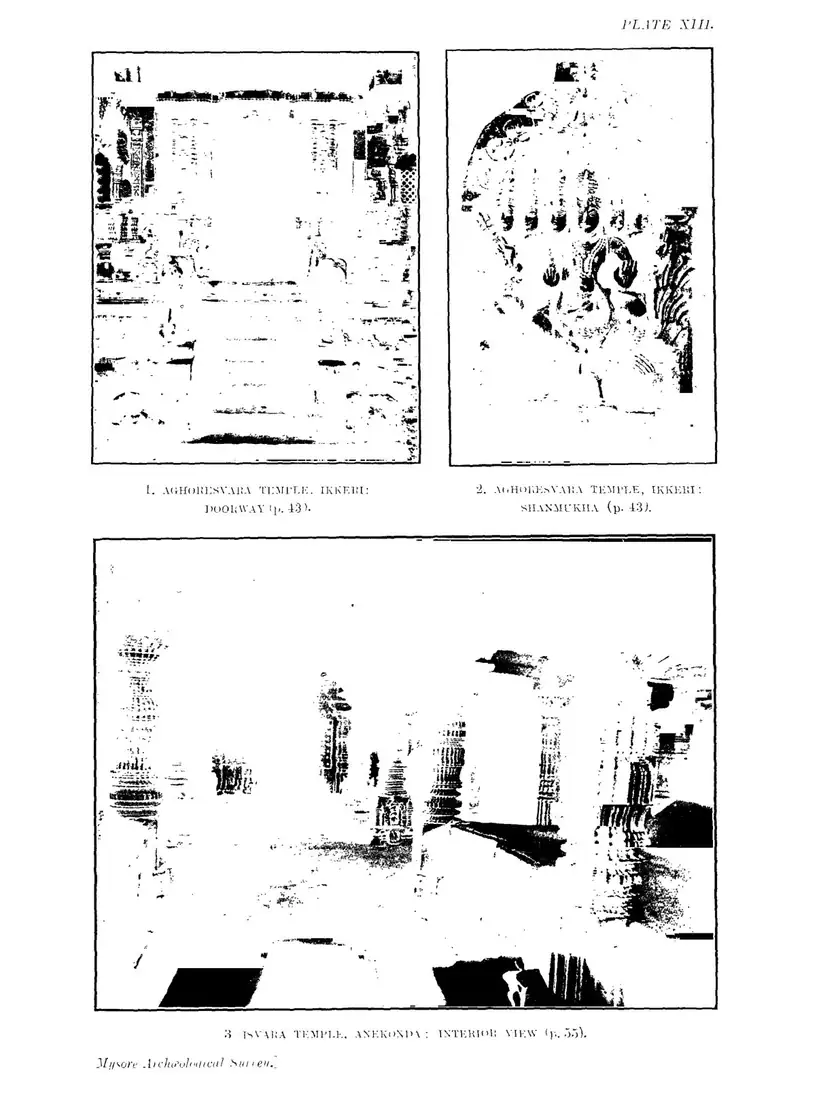 PLATE XIII.
1. AGHORESVARA TEMPLE, IKKERI:
DOORWAY (p. 43).
2. AGHORESVARA TEMPLE, IKKERI:
SHANMUKHA (p. 43).
3 ISVARA TEMPLE, ANEKONDA: INTERIOR VIEW (p. 55).
Mysore Archæological Survey.]